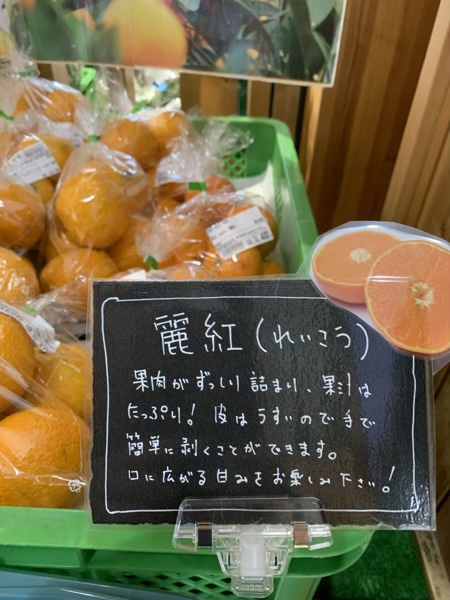 麗紅(れいこう)
果肉がずっしり詰まり、果汁は
たっぷり!皮はうすいので手で
簡単に剥くことができます。
口に広がる甘みをお楽しみ下さい!